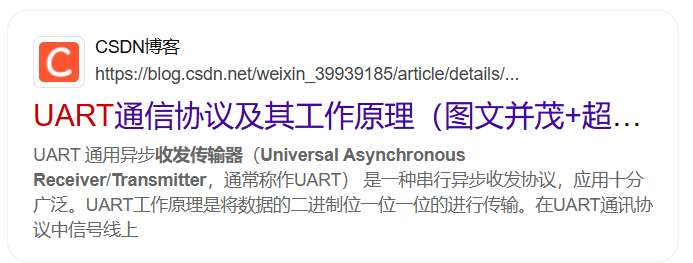 CSDN博客
https://blog.csdn.net/weixin_39939185/article/details/...
UART通信协议及其工作原理（图文并茂+超...
UART 通用异步收发传输器（Universal Asynchronous
Receiver/Transmitter，通常称作UART） 是一种串行异步收发协议，应用十分
广泛。UART工作原理是将数据的二进制位一位一位的进行传输。在UART通讯协
议中信号线上